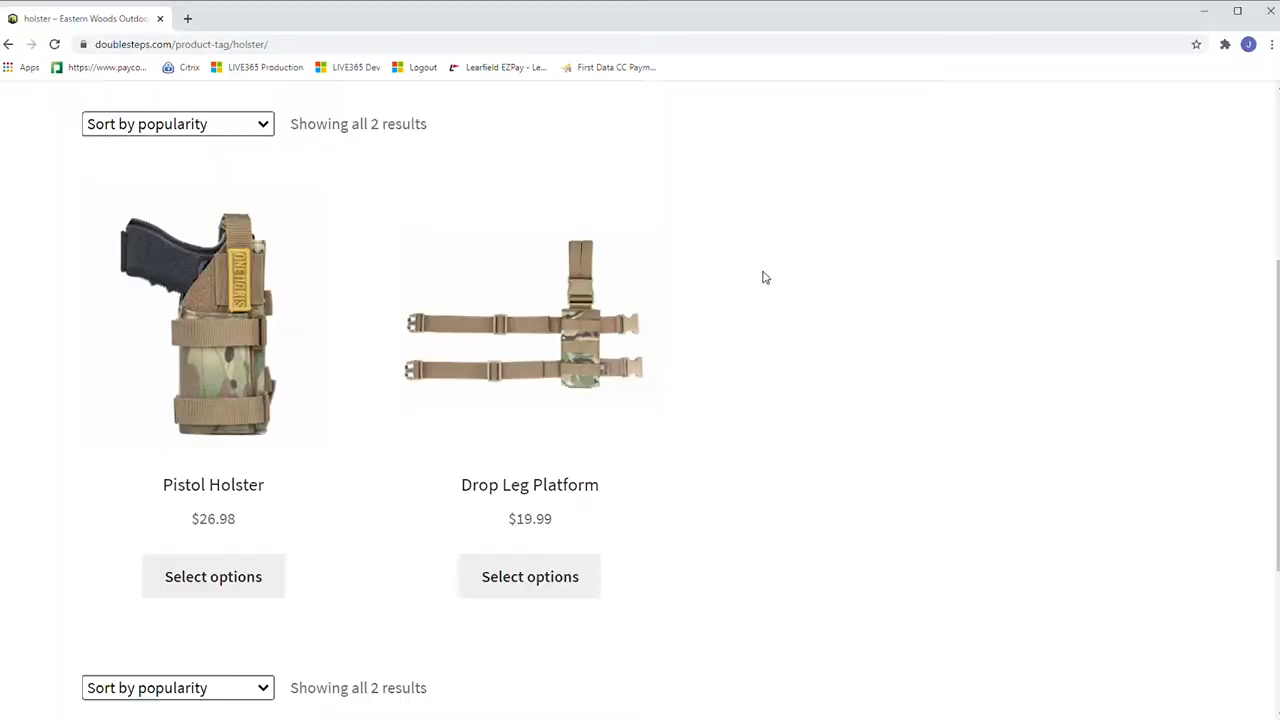 holster – Eastern Woods Outdoo
doublesteps.com/product-tag/holster/
J
Apps
https://www.payco...
Citrix
LIVE365 Production
LIVE365 Dev
Logout
Learfield EZPay - Le...
First Data CC Paym...
Sort by popularity
Showing all 2 results
ONETIGRIS
Pistol Holster
Drop Leg Platform
$26.98
$19.99
Select options
Select options
Sort by popularity
Showing all 2 results